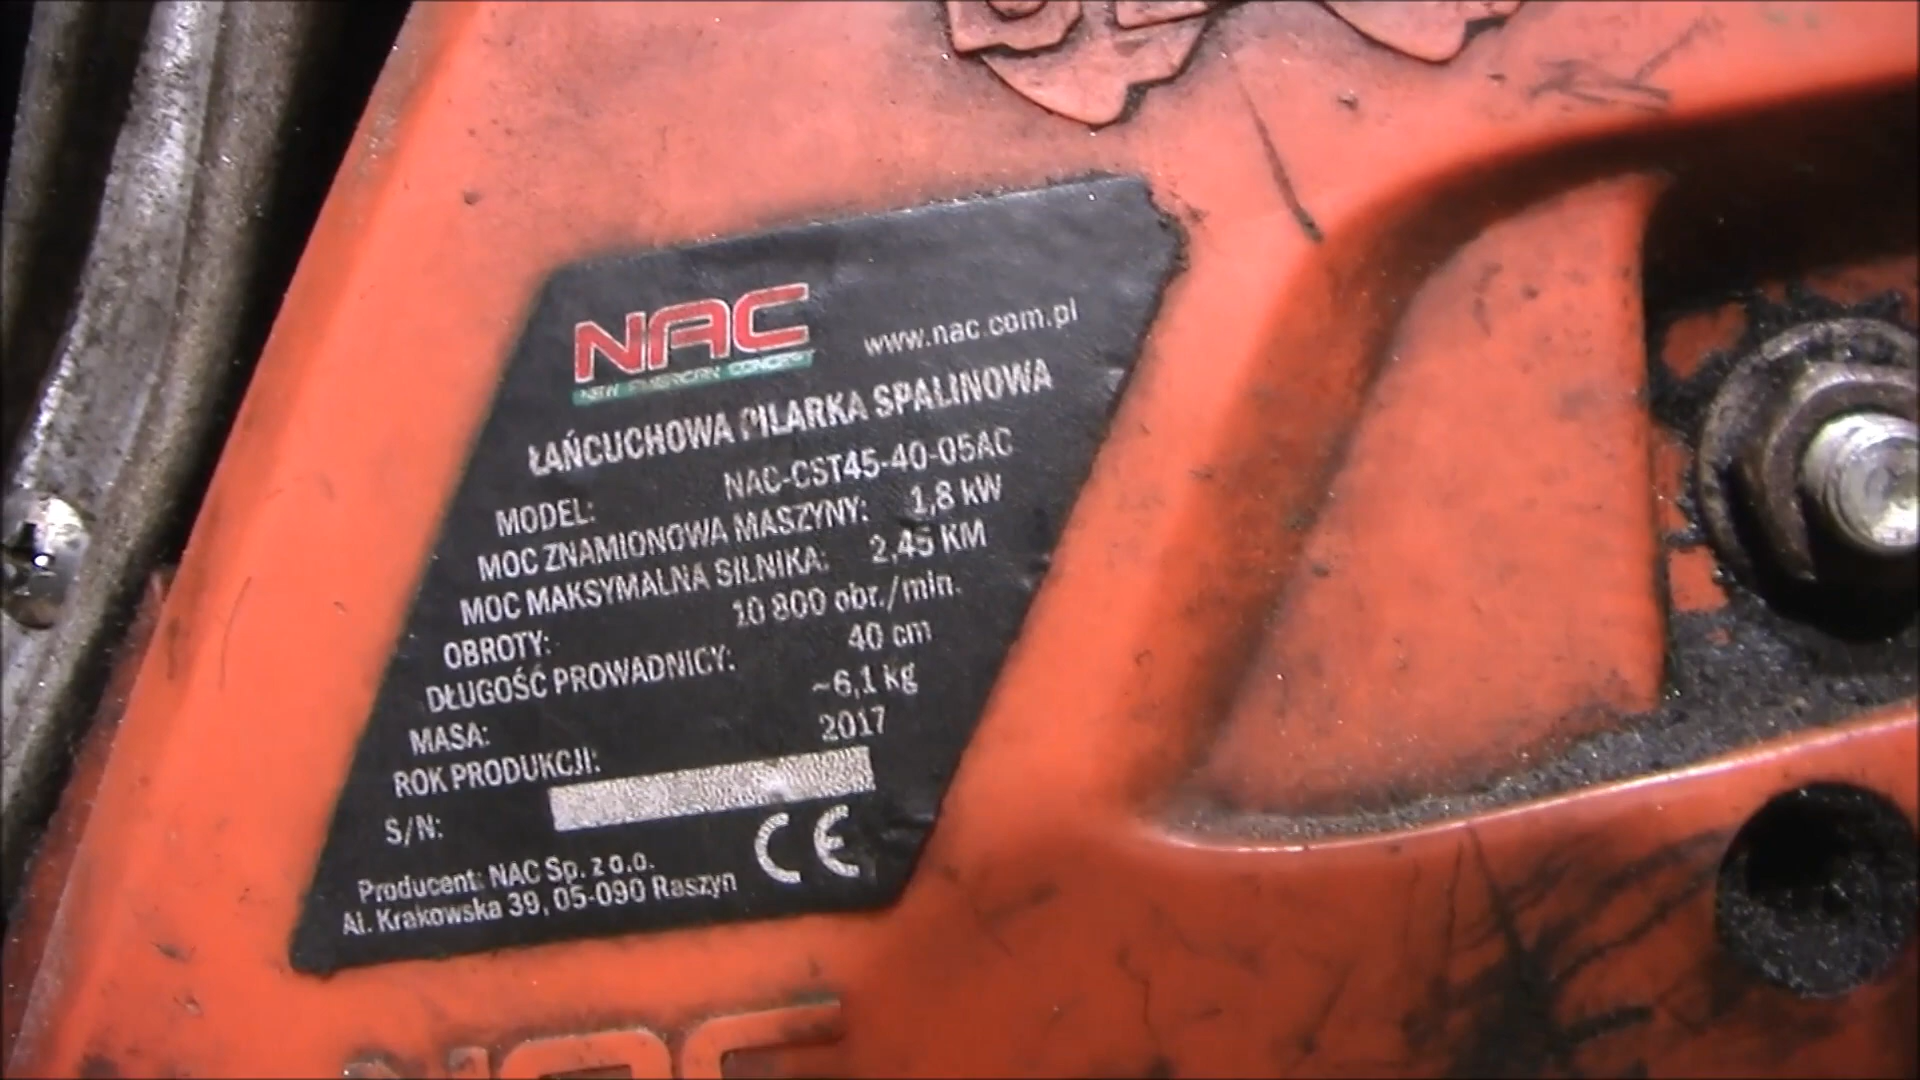 NAC
NEW AMERICAN CONCEPT
www.nac.com.pl
ŁAŃCUCHOWA PILARKA SPALINOWA
MODEL: NAC-CST45-40-05AC
MOC ZNAMIONOWA MASZYNY: 1,8 kW
MOC MAKSYMALNA SILNIKA: 2,45 KM
OBROTY: 10 800 obr./min.
DŁUGOŚĆ PROWADNICY: 40 cm
MASA: ~6,1 kg
ROK PRODUKCJI: 2017
S/N:
CE
Producent: NAC Sp. z o.o.
Al. Krakowska 39, 05-090 Raszyn
NAC